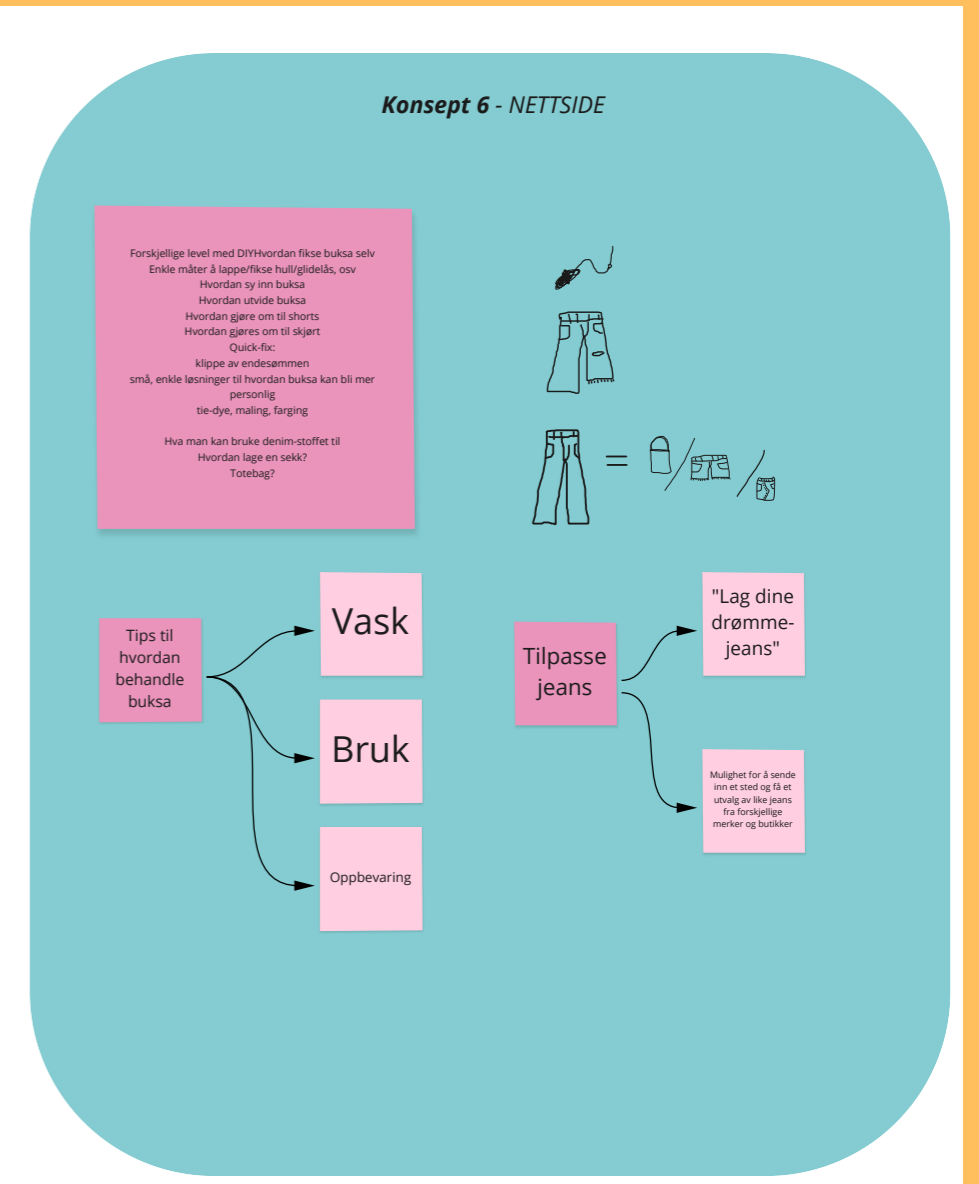 Konsept 6 - NETTSIDE
Forskjellige level med DIYHvordan fikse buksa selv
Enkle måter å lappe/fikse hull/glidelås, osv
Hvordan sy inn buksa
Hvordan utvide buksa
Hvordan gjøre om til shorts
Hvordan gjøres om til skjørt
Quick-fix:
klippe av endesømmen
små, enkle løsninger til hvordan buksa kan bli mer
personlig
tie-dye, maling, farging
Hva man kan bruke denim-stoffet til
Hvordan lage en sekk?
Totebag?
=
Tips til
hvordan
behandle
buksa
Vask
Bruk
Oppbevaring
Tilpasse
jeans
"Lag dine
drømme-
jeans"
Mulighet for å sende
inn et sted og få et
utvalg av like jeans
fra forskjellige
merker og butikker